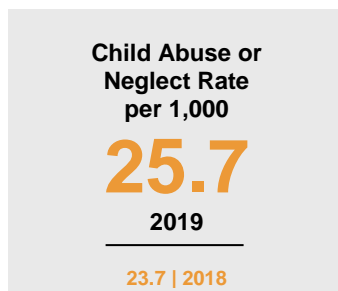 Child Abuse or
Neglect Rate
per 1,000
25.7
2019
23.7 | 2018